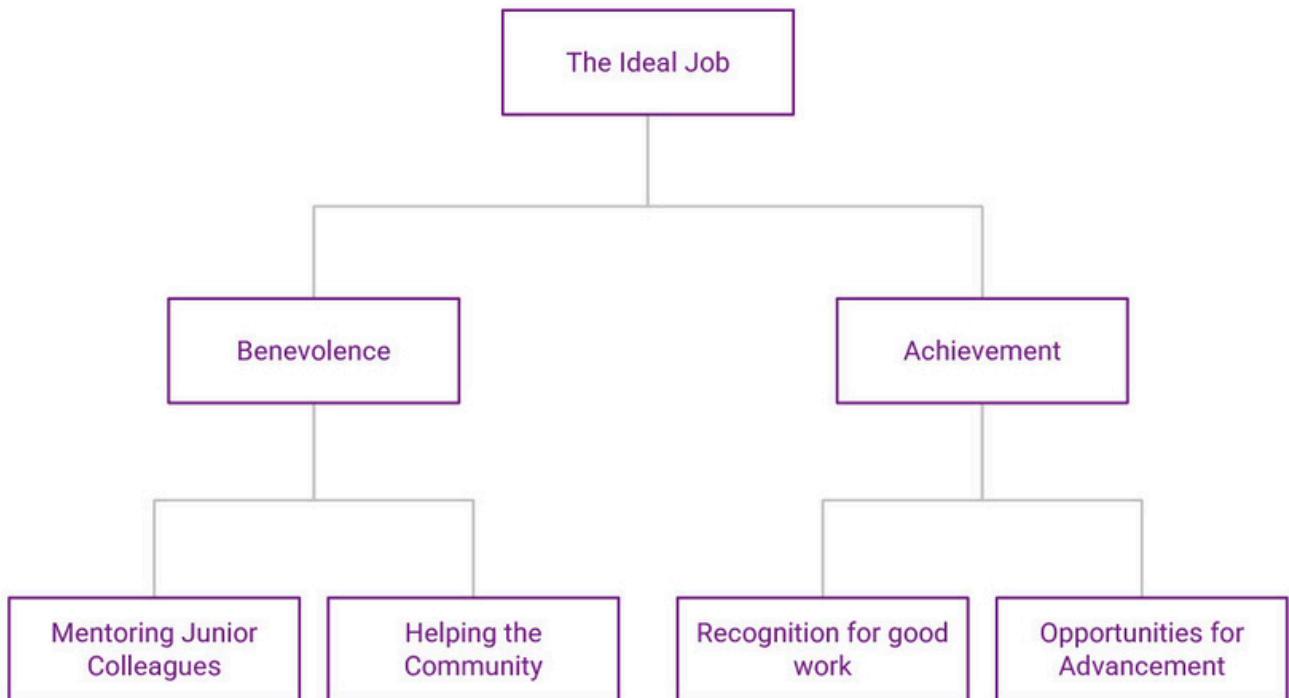 The Ideal Job
Benevolence
Achievement
Mentoring Junior
Colleagues
Helping the
Community
Recognition for good
work
Opportunities for
Advancement